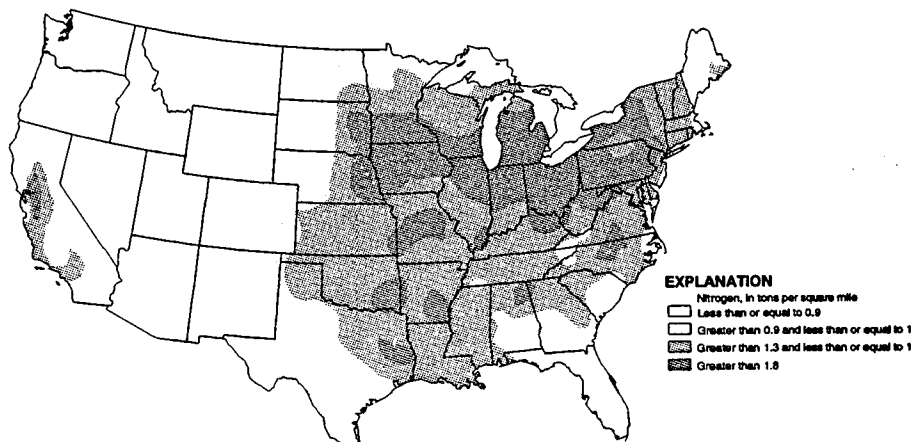 EXPLANATION
Nitrogen, in tons per square mile
Less than or equal to 0.9
Greater than 0.9 and less than or equal to 1
Greater than 1.3 and less than or equal to 1
Greater than 1.8